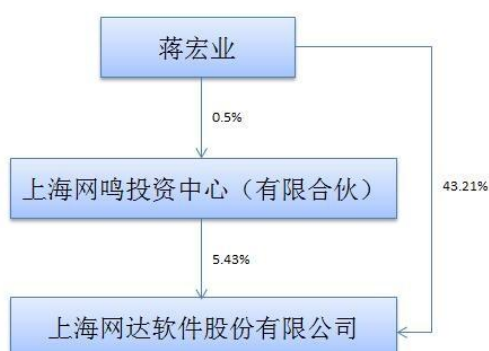 蒋宏业
0.5%
上海网鸣投资中心（有限合伙）
43.21%
5.43%
上海网达软件股份有限公司